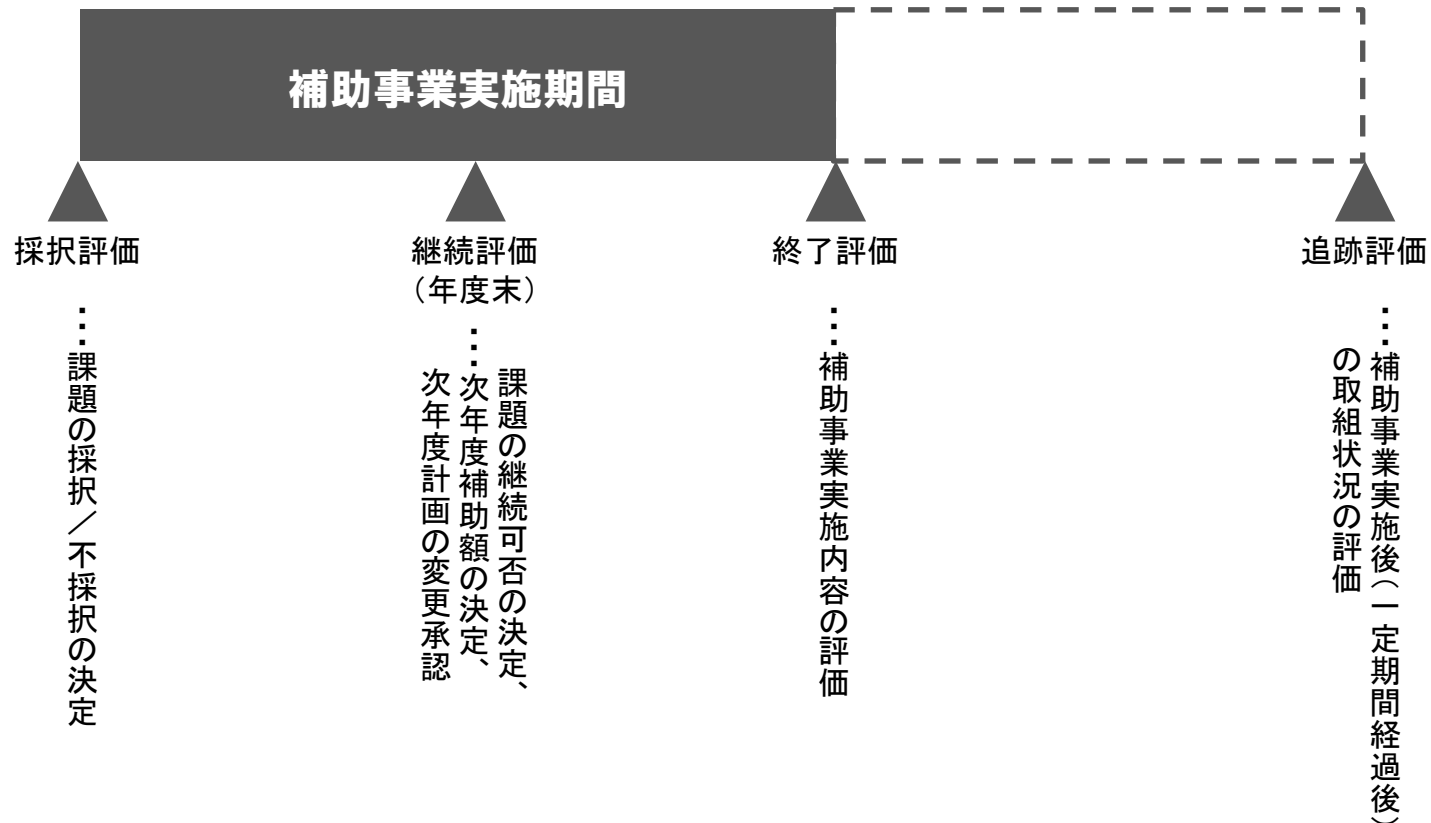 補助事業実施期間
採択評価
…課題の採択／不採択の決定
継続評価
（年度末）
…課題の継続可否の決定、
次年度補助額の決定、
次年度計画の変更承認
終了評価
…補助事業実施内容の評価
追跡評価
…補助事業実施後（一定期間経過後）
の取組状況の評価